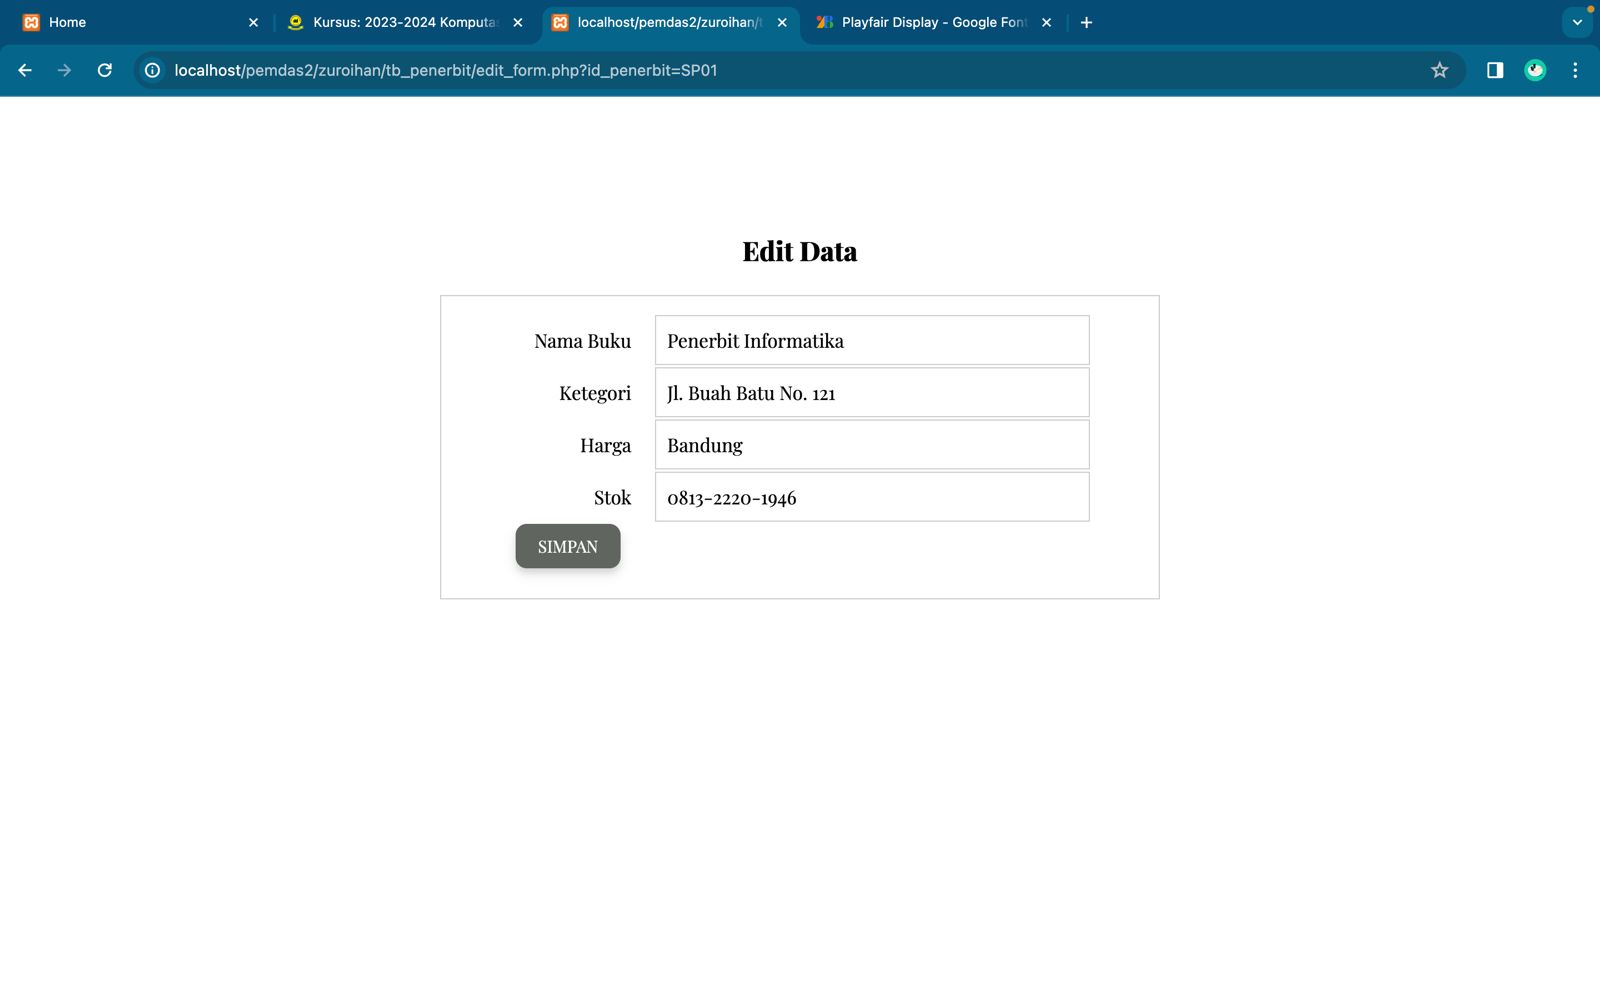 Home
Kursus: 2023-2024 Komputa
localhost/pemdas2/zuroihan/t
Playfair Display - Google Font
localhost/pemdas2/zuroihan/tb_penerbit/edit_form.php?id_penerbit=SP01
Edit Data
Nama Buku Penerbit Informatika
Ketegori Jl. Buah Batu No. 121
Harga Bandung
Stok 0813-2220-1946
SIMPAN